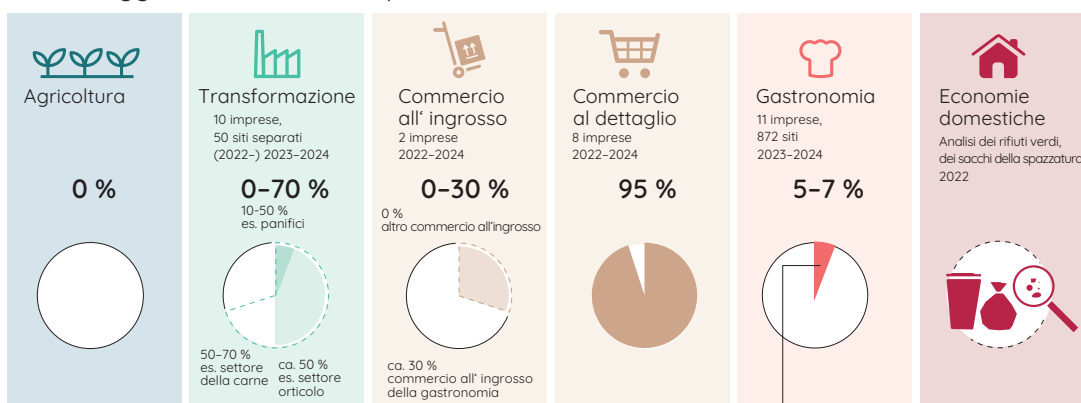 Agricoltura
0 %
Transformazione
10 imprese,
50 siti separati
(2022–) 2023–2024
0–70 %
10-50 %
es. panifici
50–70 %
es. settore
della carne
ca. 50 %
es. settore
orticolo
Commercio
all‘ ingrosso
2 imprese
2022–2024
0–30 %
0 %
altro commercio all‘ingrosso
ca. 30 %
commercio all‘ ingrosso
della gastronomia
Commercio
al dettaglio
8 imprese
2022–2024
95 %
Gastronomia
11 imprese,
872 siti
2023–2024
5–7 %
Economie
domestiche
Analisi dei rifiuti verdi,
dei sacchi della spazzatura
2022